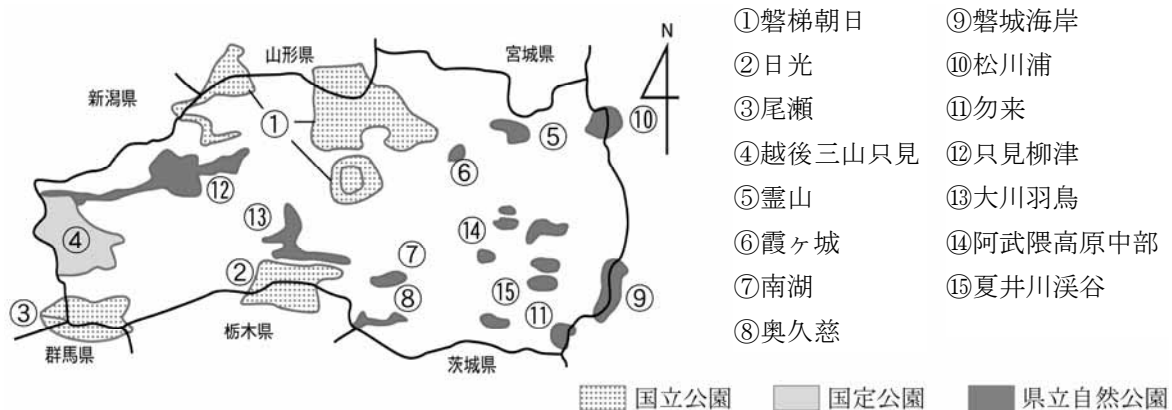 ①磐梯朝日
②日光
③尾瀬
④越後三山只見
⑤霊山
⑥霞ヶ城
⑦南湖
⑧奥久慈
⑨磐城海岸
⑩松川浦
⑪勿来
⑫只見柳津
⑬大川羽鳥
⑭阿武隈高原中部
⑮夏井川渓谷
山形県
宮城県
N
新潟県
①
⑩
⑤
⑥
⑫
⑬
⑭
④
②
⑦
⑧
⑮
⑪
⑨
③
栃木県
群馬県
茨城県
国立公園
国定公園
県立自然公園